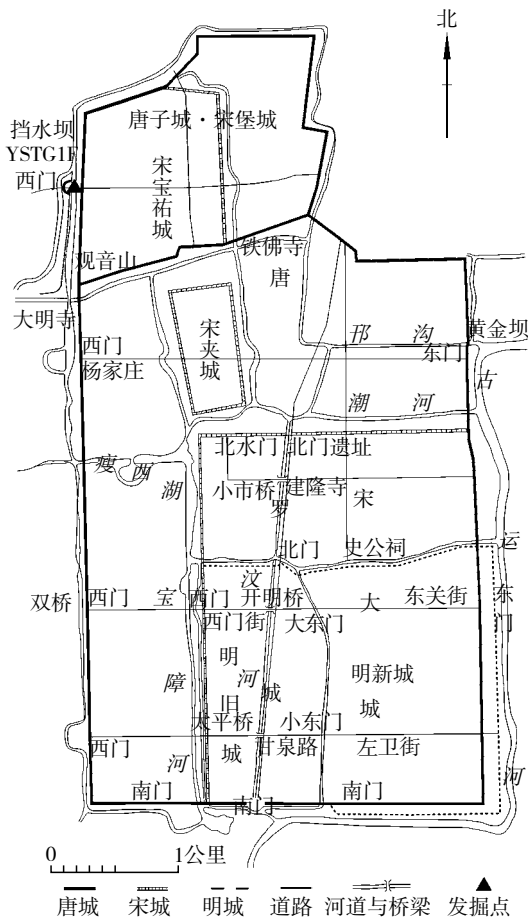 北
唐子城·宋堡城
挡水坝
YSTG1F
西门
宋宝祐城
观音山
铁佛寺
唐
大明寺
西门
杨家庄
宋夹城
邗沟
黄金坝
东门
古
潮河
北水门
北门遗址
瘦西湖
小市桥
建隆寺
宋
罗
北门
史公祠
运
汶
双桥
西门
宝
西门
开明桥
大
东关街
东门
西门街
大东门
明旧城
河
城
明新城
城
障
太平桥
小东门
西门
甘泉路
左卫街
河
河
南门
南门
南门
0
1公里
唐城
宋城
明城
道路
河道与桥梁
发掘点